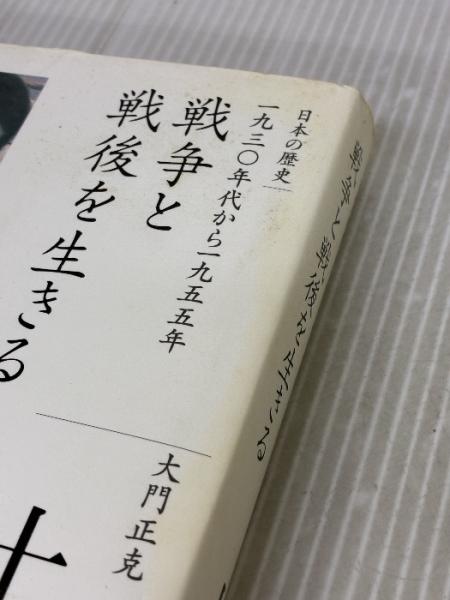 日本の歴史
一九三〇年代から一九五五年
戦争と
戦後を生きる
大門正克
十
戦争と戦後を生きる